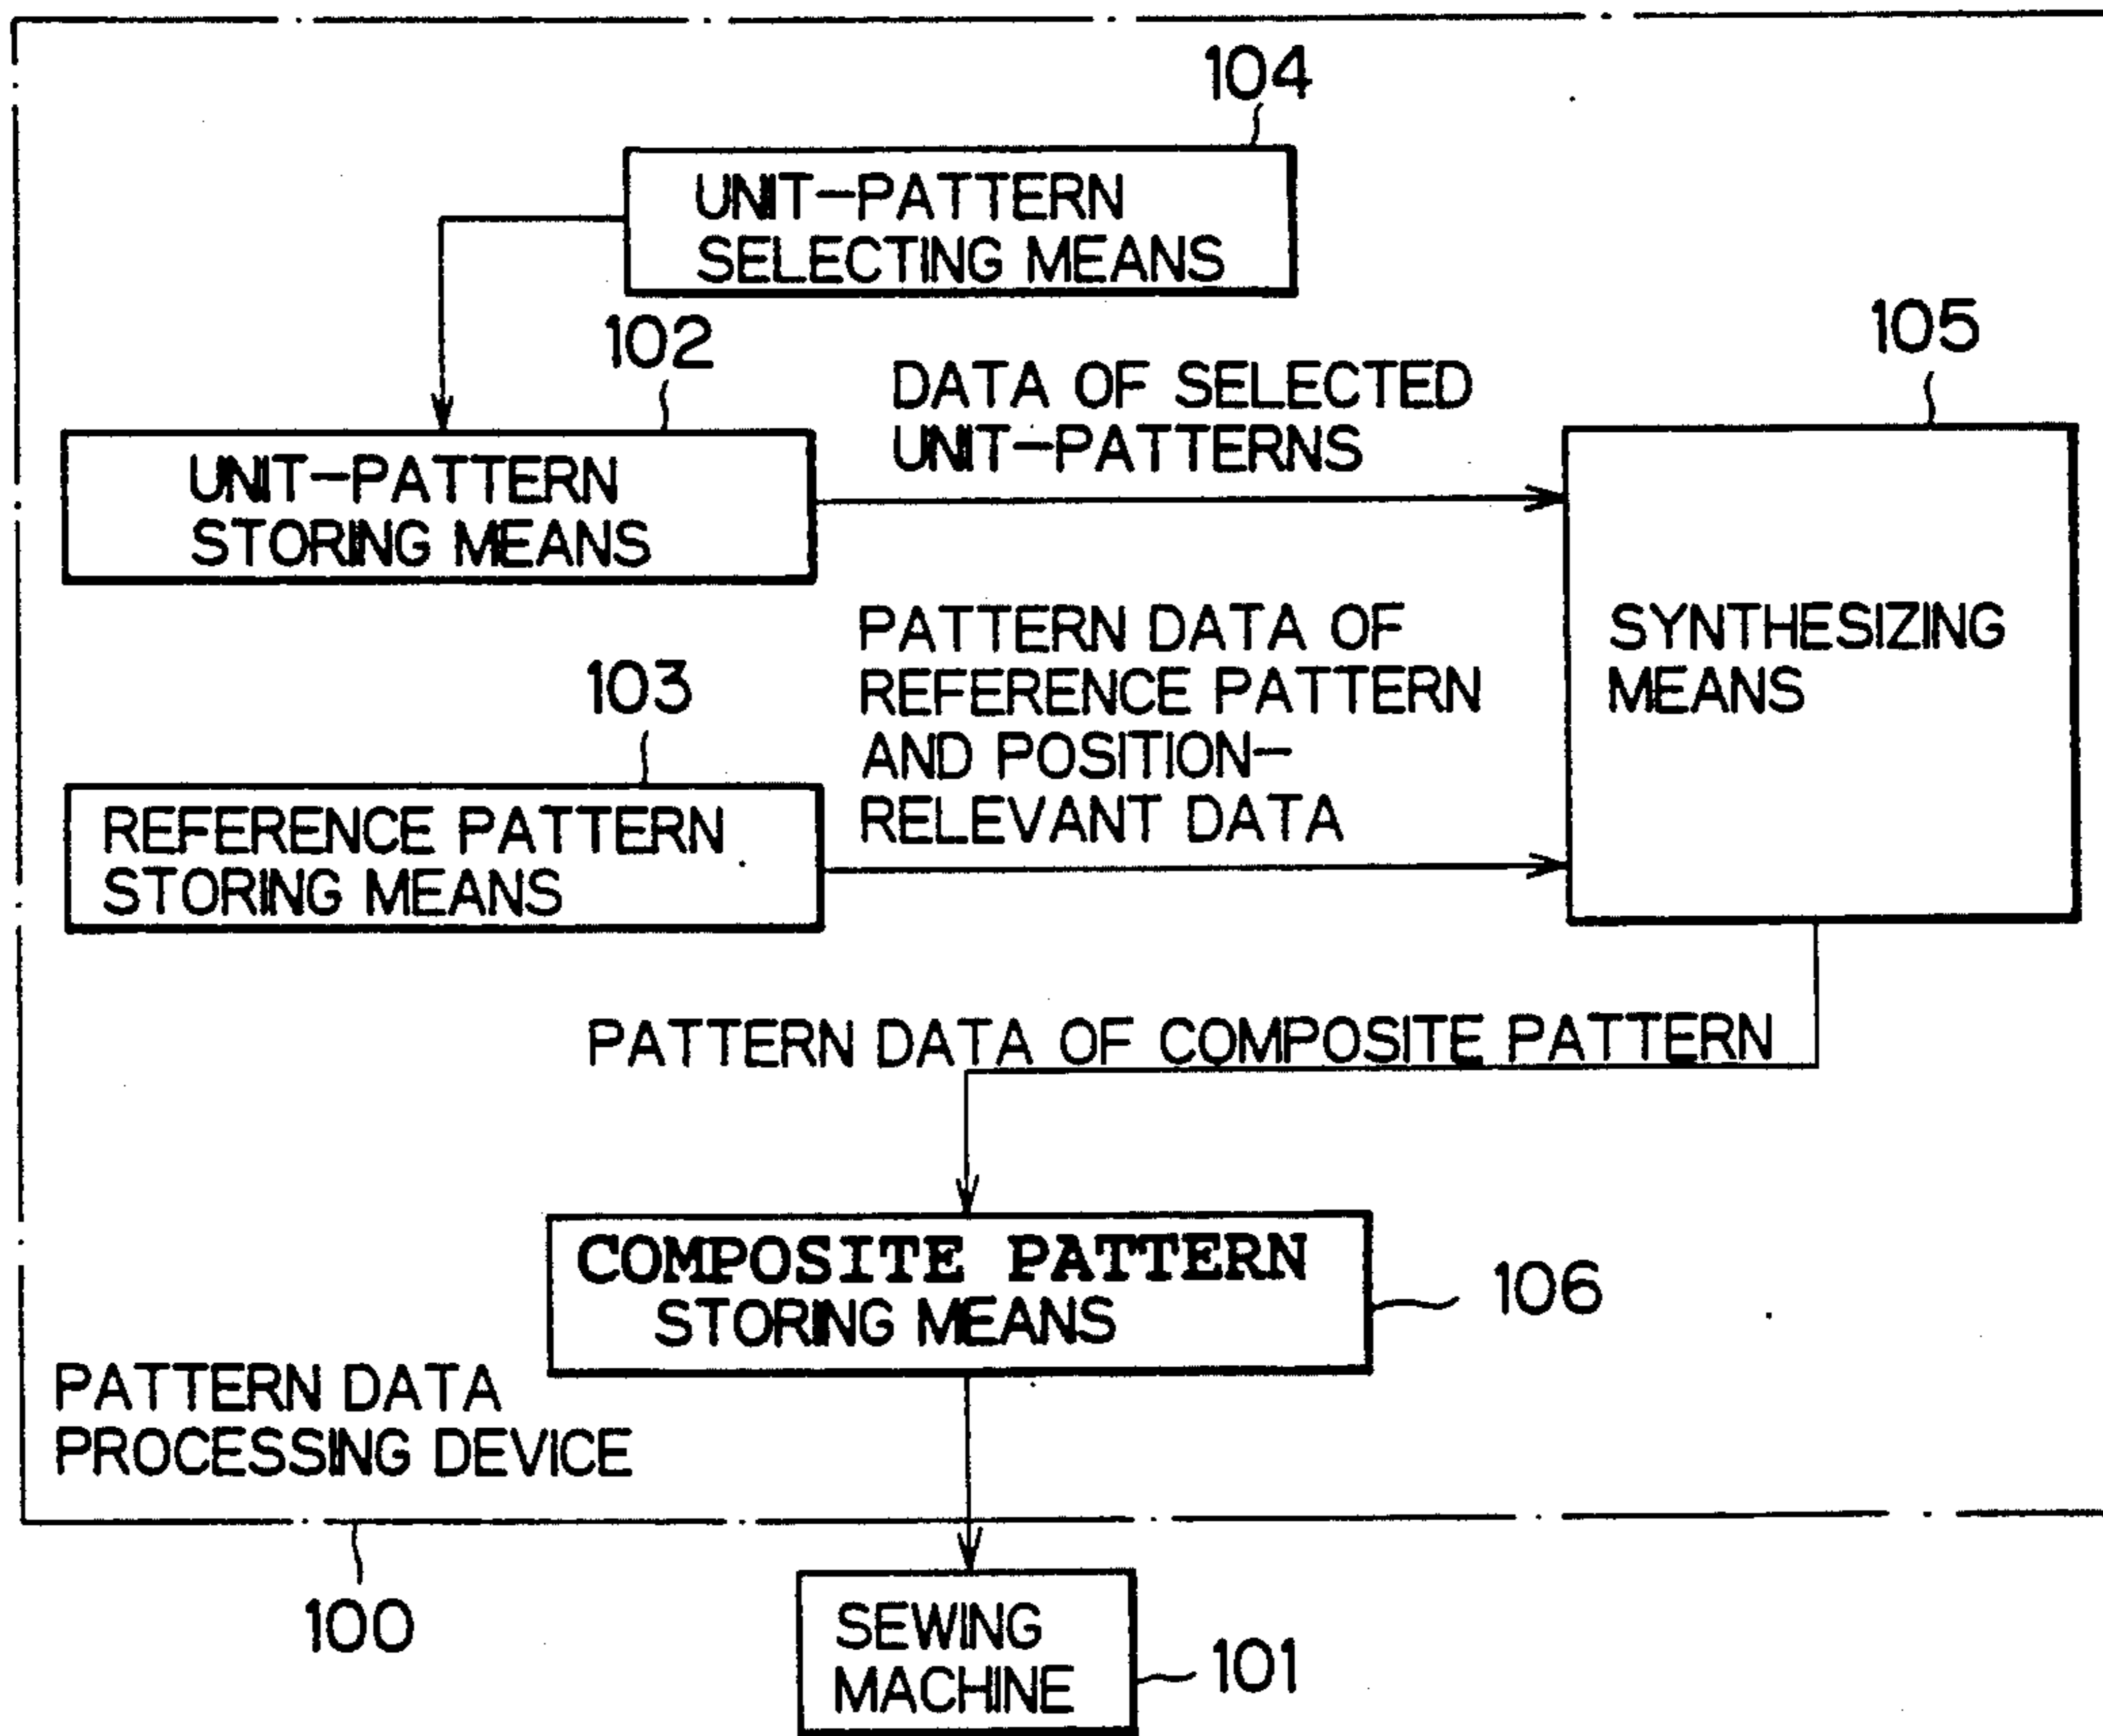 104
UNIT-PATTERN
SELECTING MEANS
102
UNIT-PATTERN
STORING MEANS
DATA OF SELECTED
UNIT-PATTERNS
105
SYNTHESIZING
MEANS
103
REFERENCE PATTERN
STORING MEANS
PATTERN DATA OF
REFERENCE PATTERN
AND POSITION-
RELEVANT DATA
PATTERN DATA OF COMPOSITE PATTERN
COMPOSITE PATTERN
STORING MEANS
106
PATTERN DATA
PROCESSING DEVICE
100
SEWING
MACHINE
101